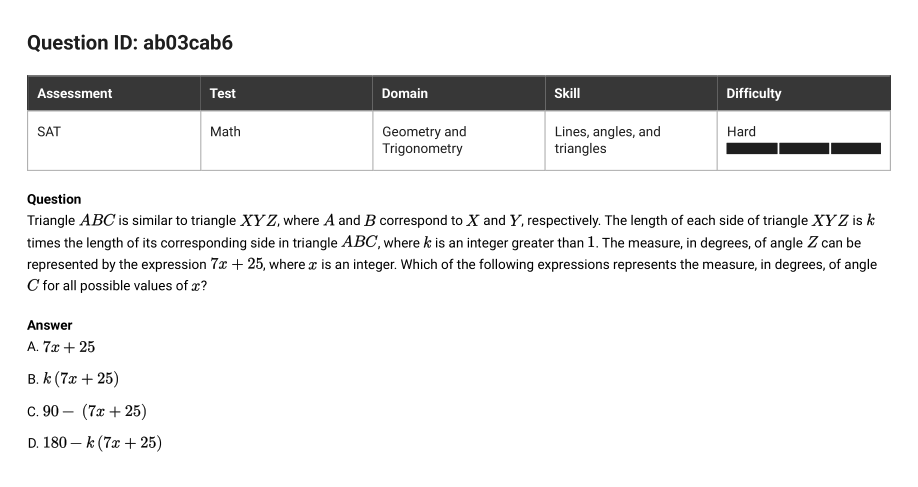 Question ID: ab03cab6
Assessment Test Domain Skill Difficulty
SAT Math Geometry and Trigonometry Lines, angles, and triangles Hard
Question
Triangle ABC is similar to triangle XYZ, where A and B correspond to X and Y, respectively. The length of each side of triangle XYZ is k
times the length of its corresponding side in triangle ABC, where k is an integer greater than 1. The measure, in degrees, of angle Z can be
represented by the expression 7x + 25, where x is an integer. Which of the following expressions represents the measure, in degrees, of angle
C for all possible values of x?
Answer
A. 7x + 25
B. k (7x + 25)
C. 90 − (7x + 25)
D. 180 − k (7x + 25)